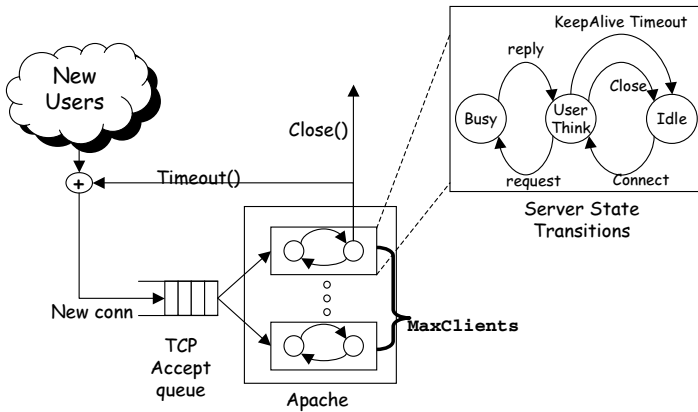 New
Users
+
New conn
TCP
Accept
queue
Timeout()
Close()
Apache
MaxClients
KeepAlive Timeout
reply
Close
Busy
User
Think
Idle
request
Connect
Server State
Transitions